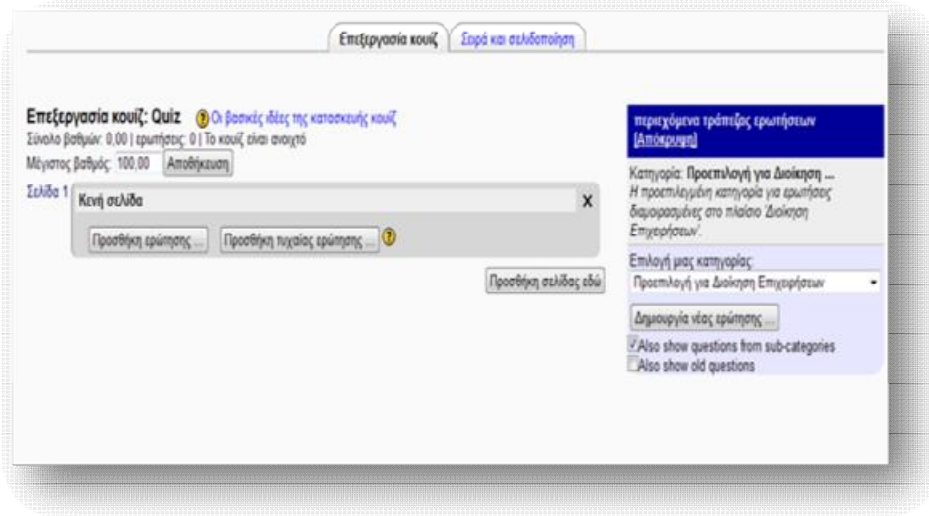 Επεξεργασία κουίζ
Σειρά και σελιδοποίηση
Επεξεργασία κουίζ: Quiz
Οι βασικές ιδέες της κατασκευής κουίζ
Σύνολο βαθμών: 0,00 | ερωτήσεις: 0 | Το κουίζ είναι ανοιχτό
Μέγιστος βαθμός: 100,00 Αποθήκευση
Σελίδα 1
Κενή σελίδα X
Προσθήκη ερώτησης ...
Προσθήκη τυχαίας ερώτησης ...
Προσθήκη σελίδας εδώ
περιεχόμενα τράπεζας ερωτήσεων
[Απόκρυψη]
Κατηγορία: Προεπιλογή για Διοίκηση ...
Η προεπιλεγμένη κατηγορία για ερωτήσεις
διαμορασμένες στο πλαίσιο 'Διοίκηση
Επιχειρήσεων'.
Επιλογή μιας κατηγορίας:
Προεπιλογή για Διοίκηση Επιχειρήσεων
Δημιουργία νέας ερώτησης ...
Also show questions from sub-categories
Also show old questions